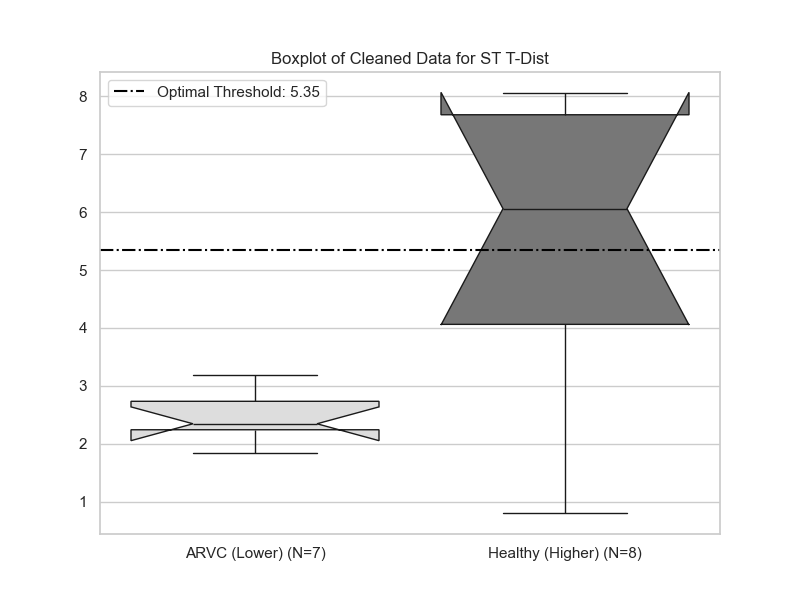 Boxplot of Cleaned Data for ST T-Dist
Optimal Threshold: 5.35
8
7
6
5
4
3
2
1
ARVC (Lower) (N=7)
Healthy (Higher) (N=8)